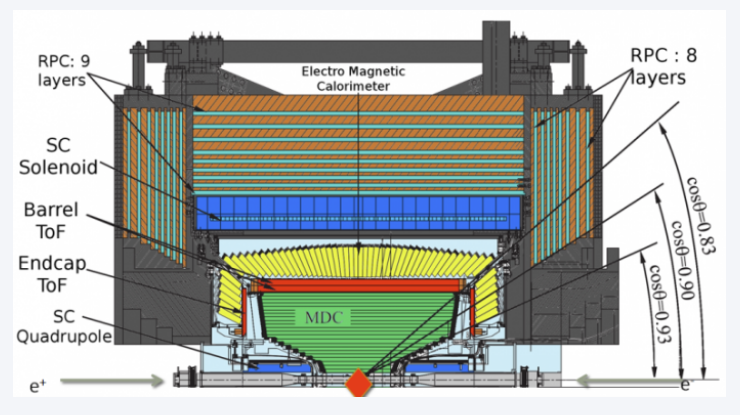 RPC: 9
layers
Electro Magnetic
Calorimeter
RPC : 8
layers
SC
Solenoid
Barrel
ToF
Endcap
ToF
SC
Quadrupole
MDC
cosθ=0.83
cosθ=0.90
cosθ=0.93
e⁺
e⁻